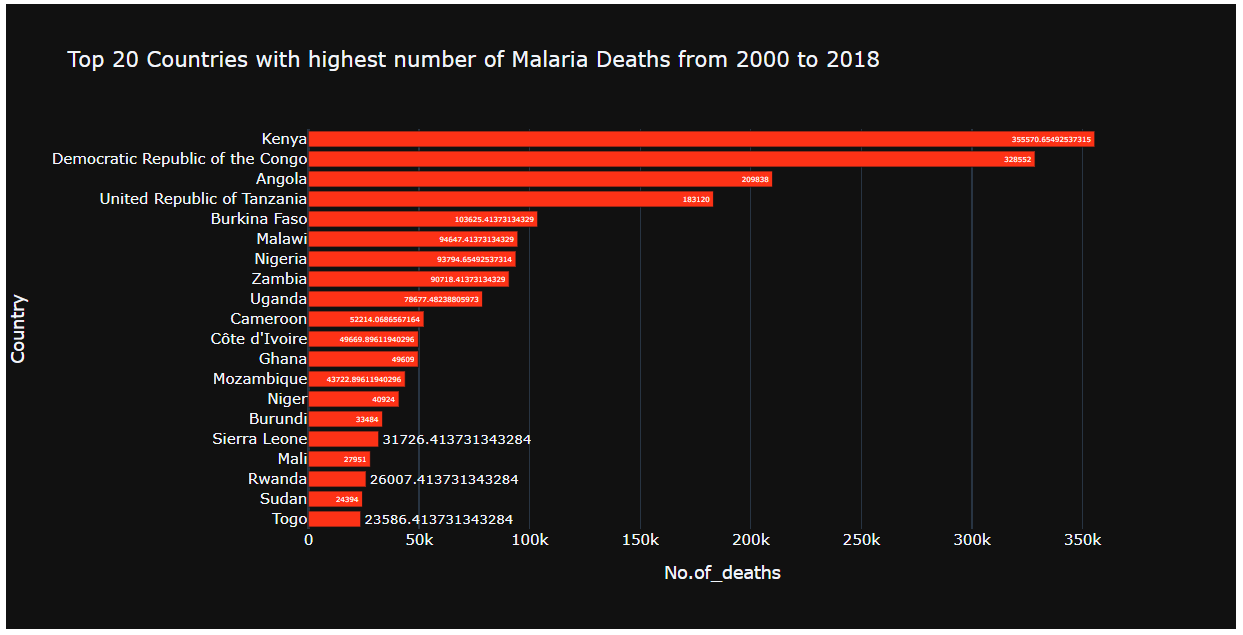 Top 20 Countries with highest number of Malaria Deaths from 2000 to 2018
Country
Kenya 355570.65492537315
Democratic Republic of the Congo 328552
Angola 209838
United Republic of Tanzania 183120
Burkina Faso 103625.41373134329
Malawi 94647.41373134329
Nigeria 93794.65492537314
Zambia 90718.41373134329
Uganda 78677.48238805973
Cameroon 52214.0686567164
Côte d'Ivoire 49669.89611940296
Ghana 49609
Mozambique 43722.89611940296
Niger 40924
Burundi 33484
Sierra Leone 31726.413731343284
Mali 27951
Rwanda 26007.413731343284
Sudan 24394
Togo 23586.413731343284
0 50k 100k 150k 200k 250k 300k 350k
No.of_deaths